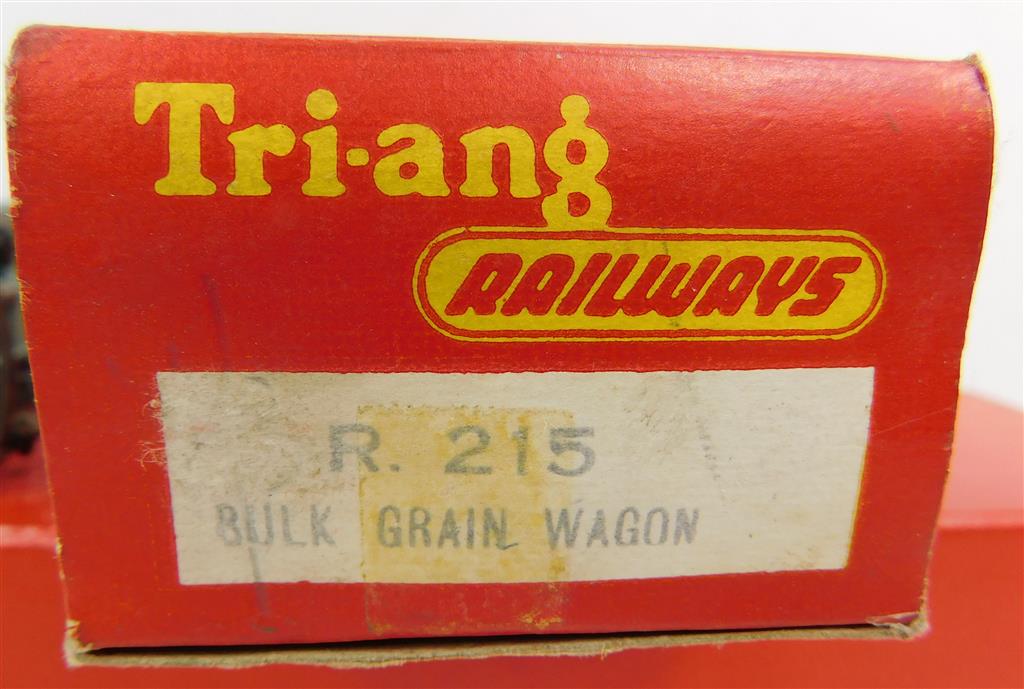 Tri-ang
RAILWAYS
R. 215
BULK GRAIN WAGON